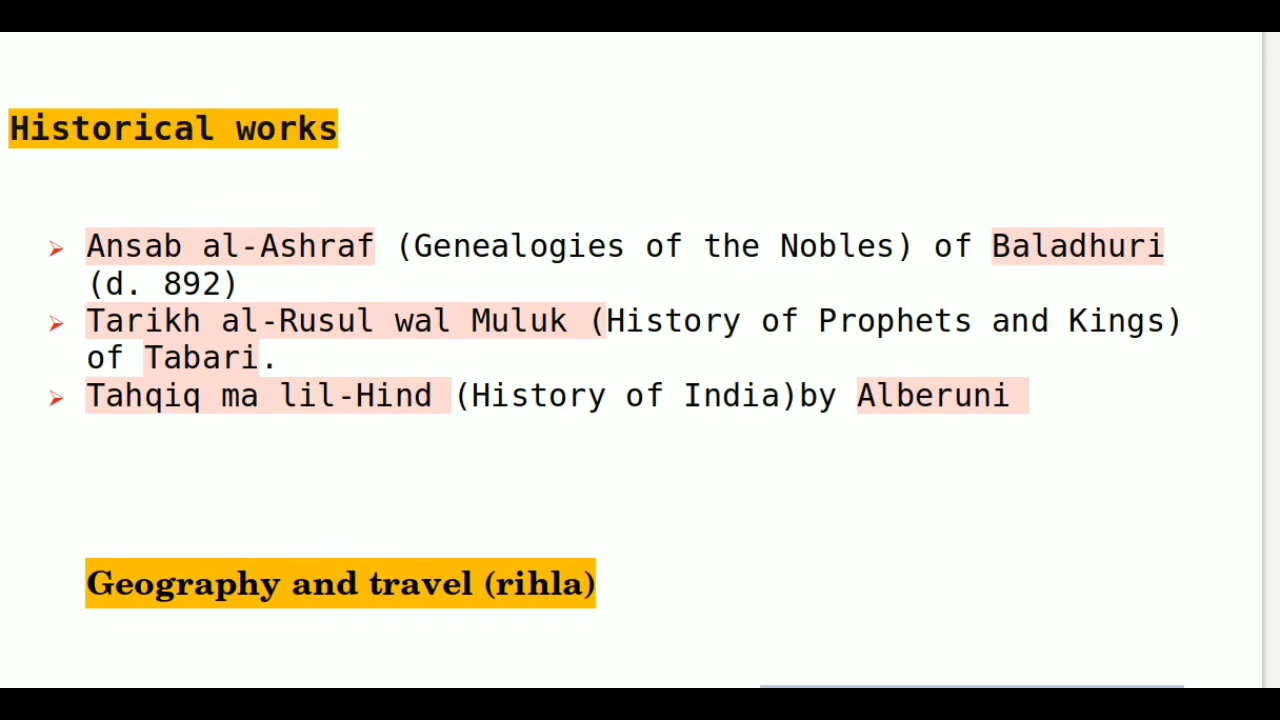 Historical works
➢ Ansab al-Ashraf (Genealogies of the Nobles) of Baladhuri
(d. 892)
➢ Tarikh al-Rusul wal Muluk (History of Prophets and Kings)
of Tabari.
➢ Tahqiq ma lil-Hind (History of India)by Alberuni
Geography and travel (rihla)